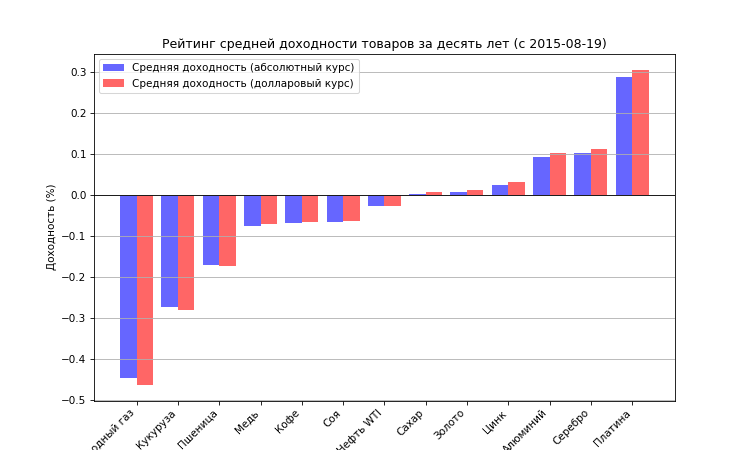 Рейтинг средней доходности товаров за десять лет (с 2015-08-19)
Средняя доходность (абсолютный курс)
Средняя доходность (долларовый курс)
Доходность (%)
0.3
0.2
0.1
0.0
−0.1
−0.2
−0.3
−0.4
−0.5
газ
Кукуруза
Пшеница
Медь
Кофе
Соя
Нефть WTI
Сахар
Золото
Цинк
Алюминий
Серебро
Платина